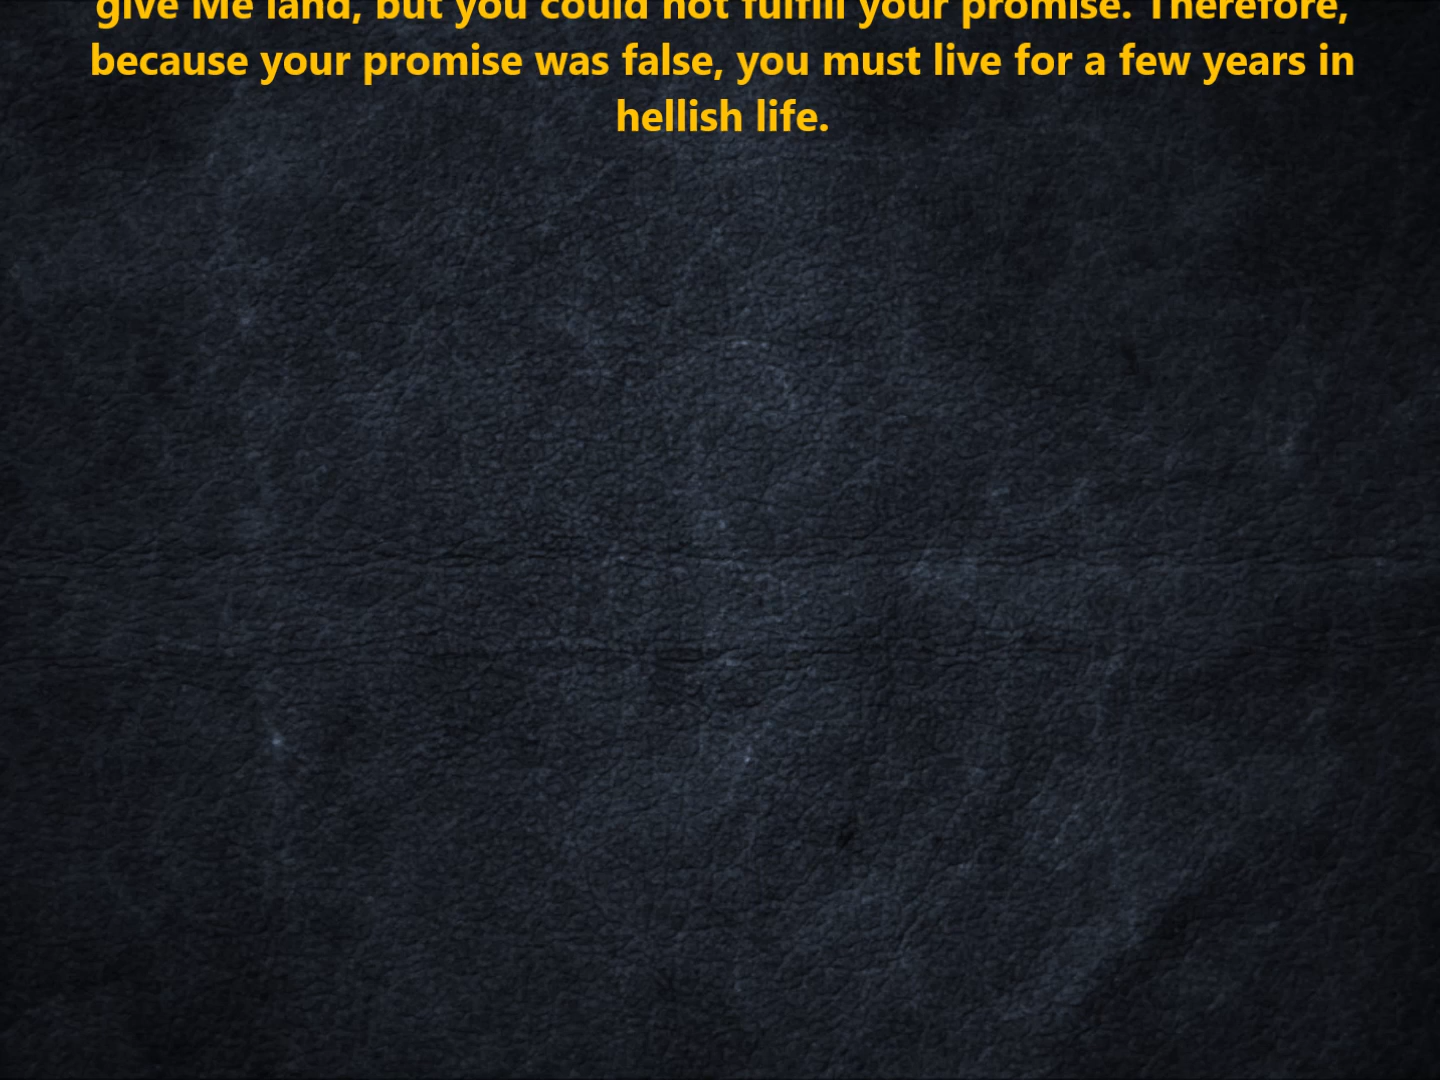 give Me land, but you could not fulfill your promise. Therefore,
because your promise was false, you must live for a few years in
hellish life.